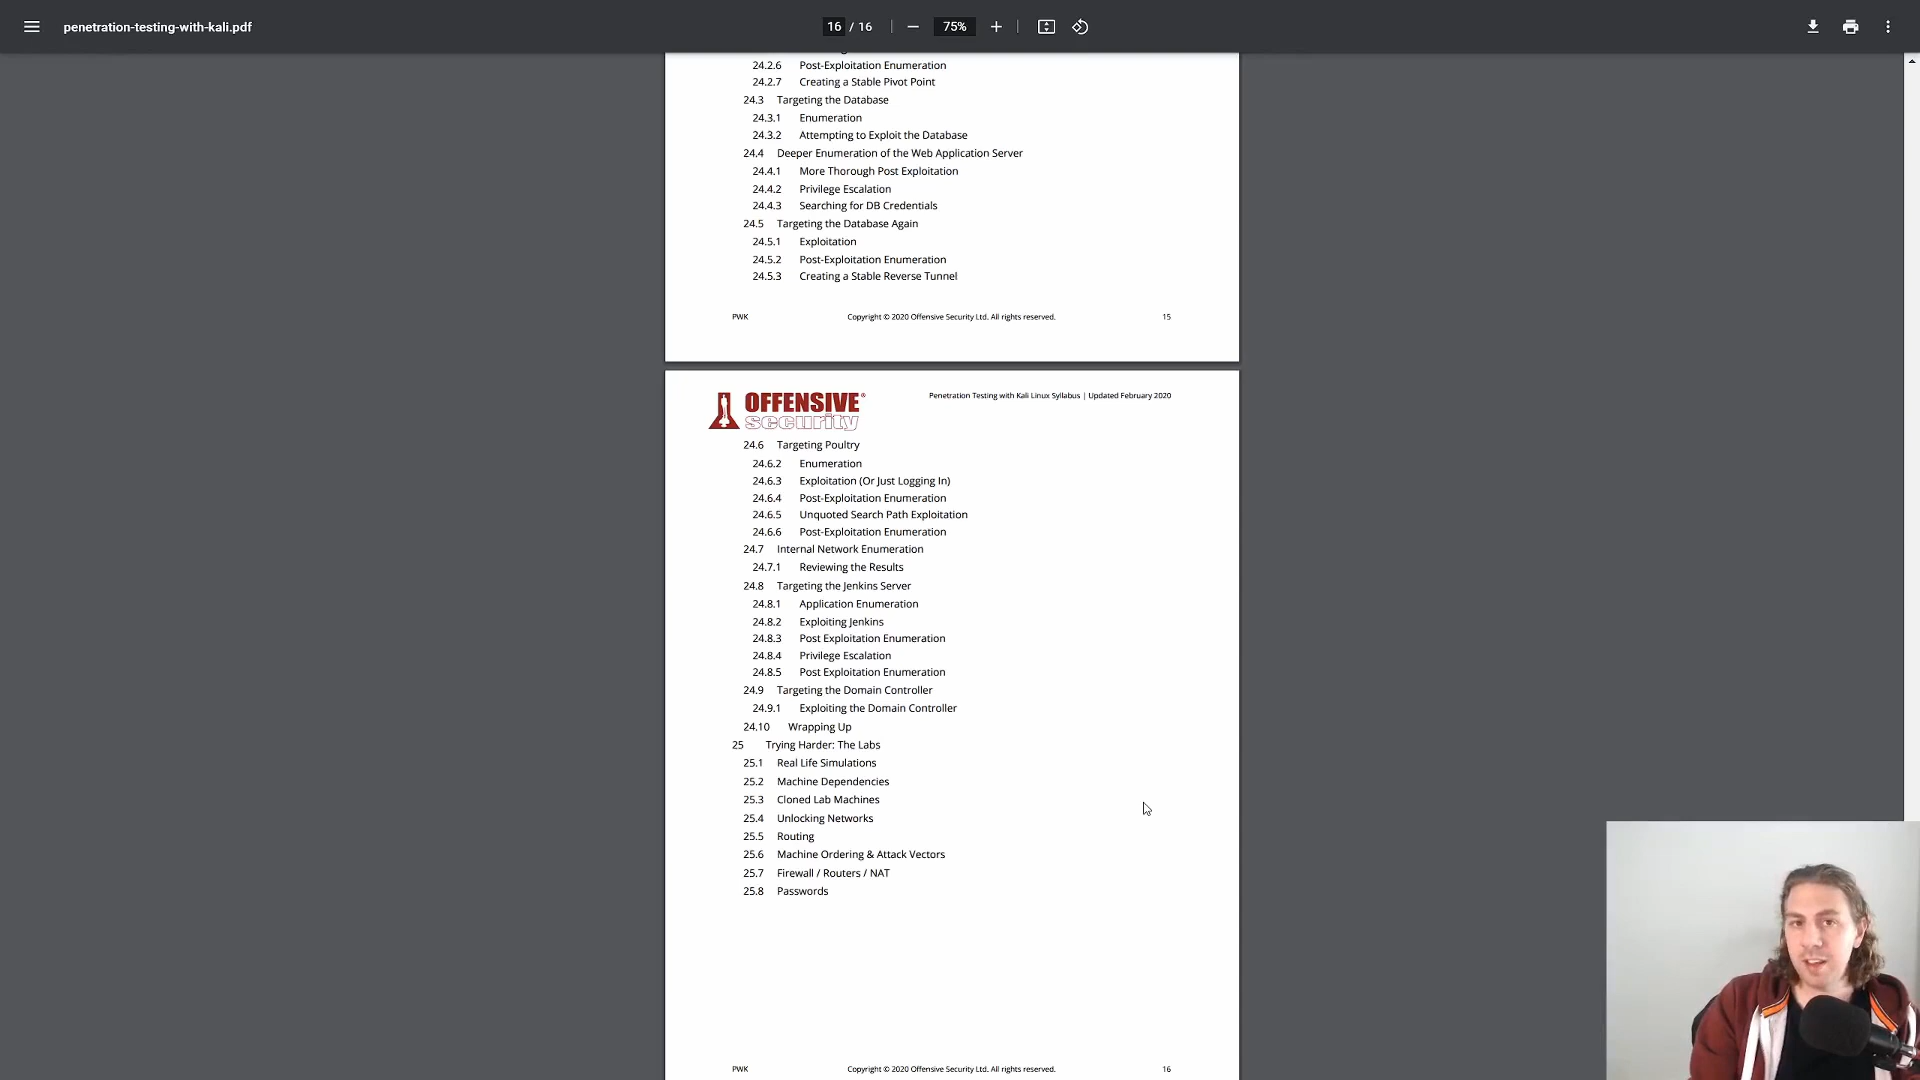 penetration-testing-with-kali.pdf
16 / 16
75%
24.2.6 Post-Exploitation Enumeration
24.2.7 Creating a Stable Pivot Point
24.3 Targeting the Database
24.3.1 Enumeration
24.3.2 Attempting to Exploit the Database
24.4 Deeper Enumeration of the Web Application Server
24.4.1 More Thorough Post Exploitation
24.4.2 Privilege Escalation
24.4.3 Searching for DB Credentials
24.5 Targeting the Database Again
24.5.1 Exploitation
24.5.2 Post-Exploitation Enumeration
24.5.3 Creating a Stable Reverse Tunnel
PWK Copyright © 2020 Offensive Security Ltd. All rights reserved. 15
OFFENSIVE®
security
Penetration Testing with Kali Linux Syllabus | Updated February 2020
24.6 Targeting Poultry
24.6.2 Enumeration
24.6.3 Exploitation (Or Just Logging In)
24.6.4 Post-Exploitation Enumeration
24.6.5 Unquoted Search Path Exploitation
24.6.6 Post-Exploitation Enumeration
24.7 Internal Network Enumeration
24.7.1 Reviewing the Results
24.8 Targeting the Jenkins Server
24.8.1 Application Enumeration
24.8.2 Exploiting Jenkins
24.8.3 Post Exploitation Enumeration
24.8.4 Privilege Escalation
24.8.5 Post Exploitation Enumeration
24.9 Targeting the Domain Controller
24.9.1 Exploiting the Domain Controller
24.10 Wrapping Up
25 Trying Harder: The Labs
25.1 Real Life Simulations
25.2 Machine Dependencies
25.3 Cloned Lab Machines
25.4 Unlocking Networks
25.5 Routing
25.6 Machine Ordering & Attack Vectors
25.7 Firewall / Routers / NAT
25.8 Passwords
PWK Copyright © 2020 Offensive Security Ltd. All rights reserved. 16